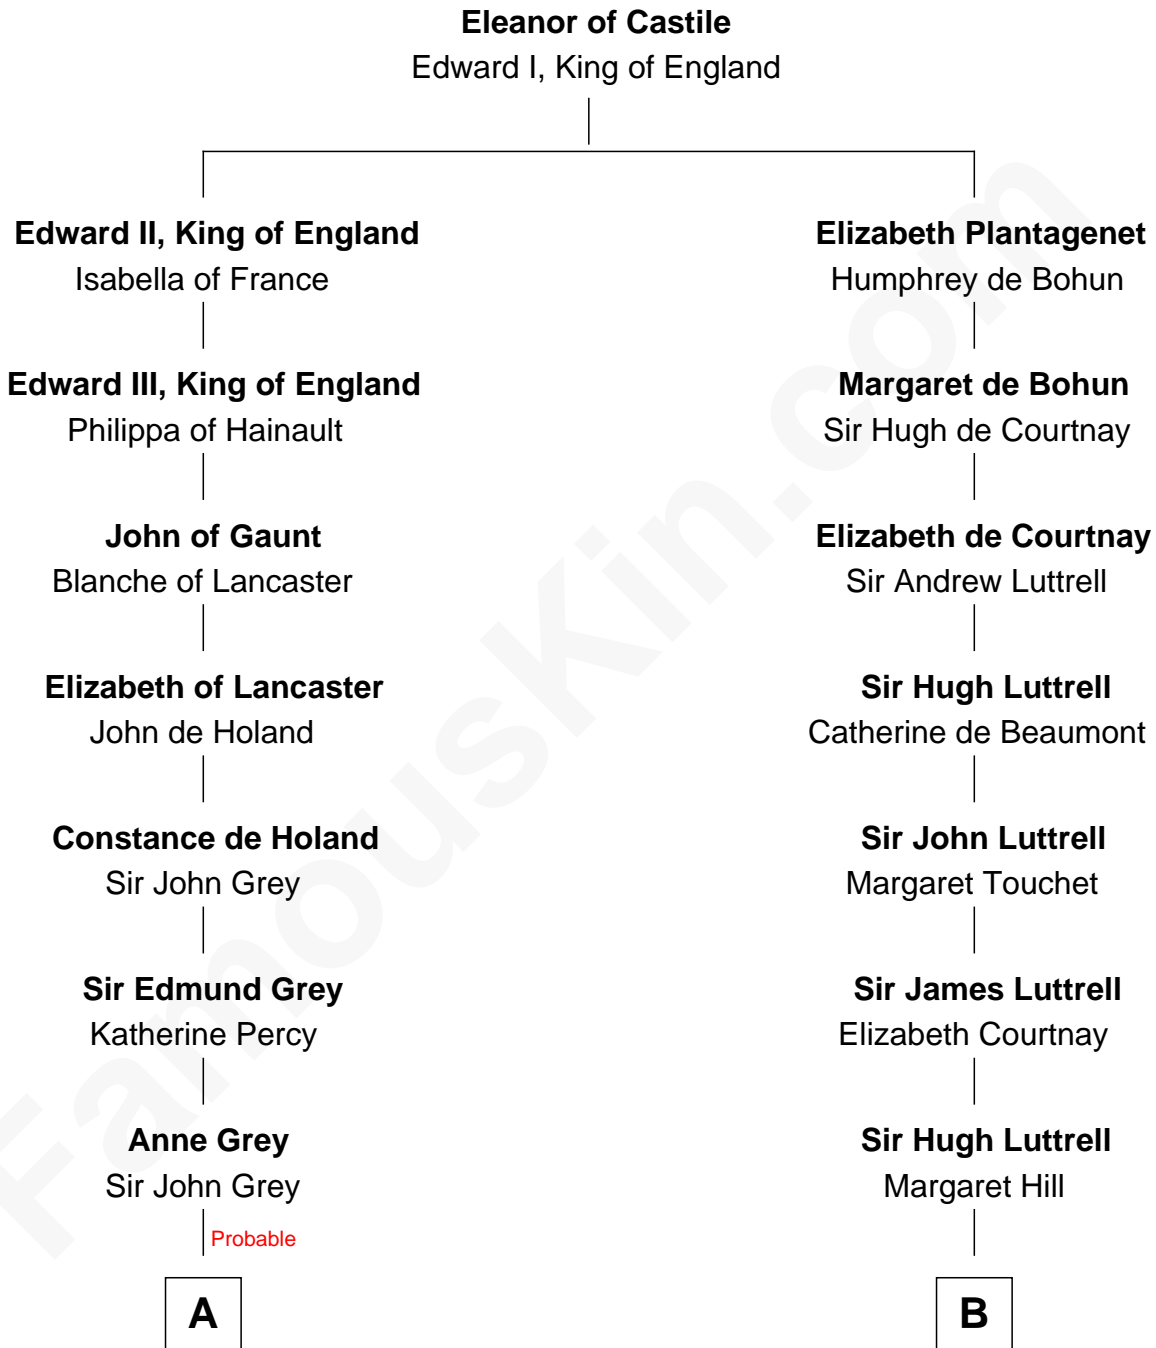 Eleanor of Castile
Edward I, King of England
Edward II, King of England
Isabella of France
Elizabeth Plantagenet
Humphrey de Bohun
Edward III, King of England
Philippa of Hainault
Margaret de Bohun
Sir Hugh de Courtnay
John of Gaunt
Blanche of Lancaster
Elizabeth de Courtnay
Sir Andrew Luttrell
Elizabeth of Lancaster
John de Holand
Sir Hugh Luttrell
Catherine de Beaumont
Constance de Holand
Sir John Grey
Sir John Luttrell
Margaret Touchet
Sir Edmund Grey
Katherine Percy
Sir James Luttrell
Elizabeth Courtnay
Anne Grey
Sir John Grey
Sir Hugh Luttrell
Margaret Hill
Probable
A
B
FamousKin.com